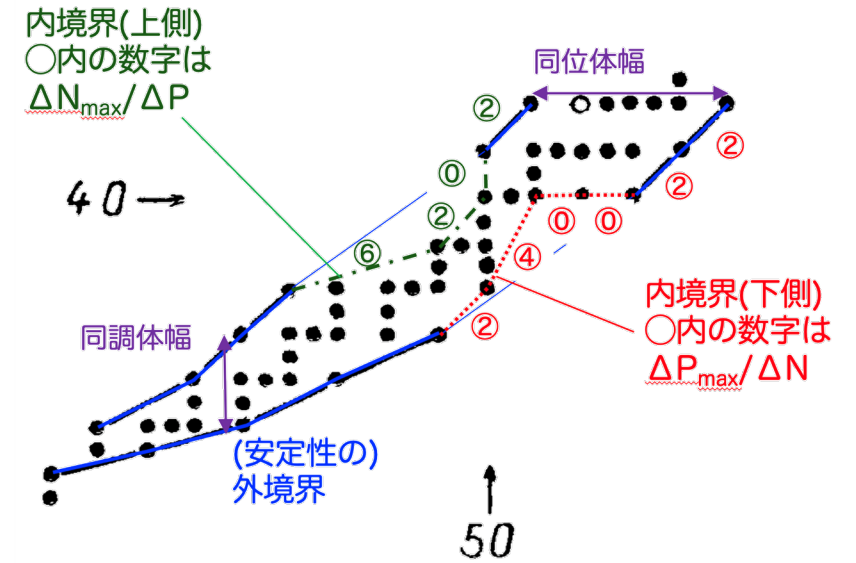 内境界(上側)
◯内の数字は
ΔNmax/ΔP
同位体幅
②
②
⓪
②
⑥
40→
②
⓪
⓪
④
②
内境界(下側)
◯内の数字は
ΔPmax/ΔN
同調体幅
(安定性の)
外境界
50